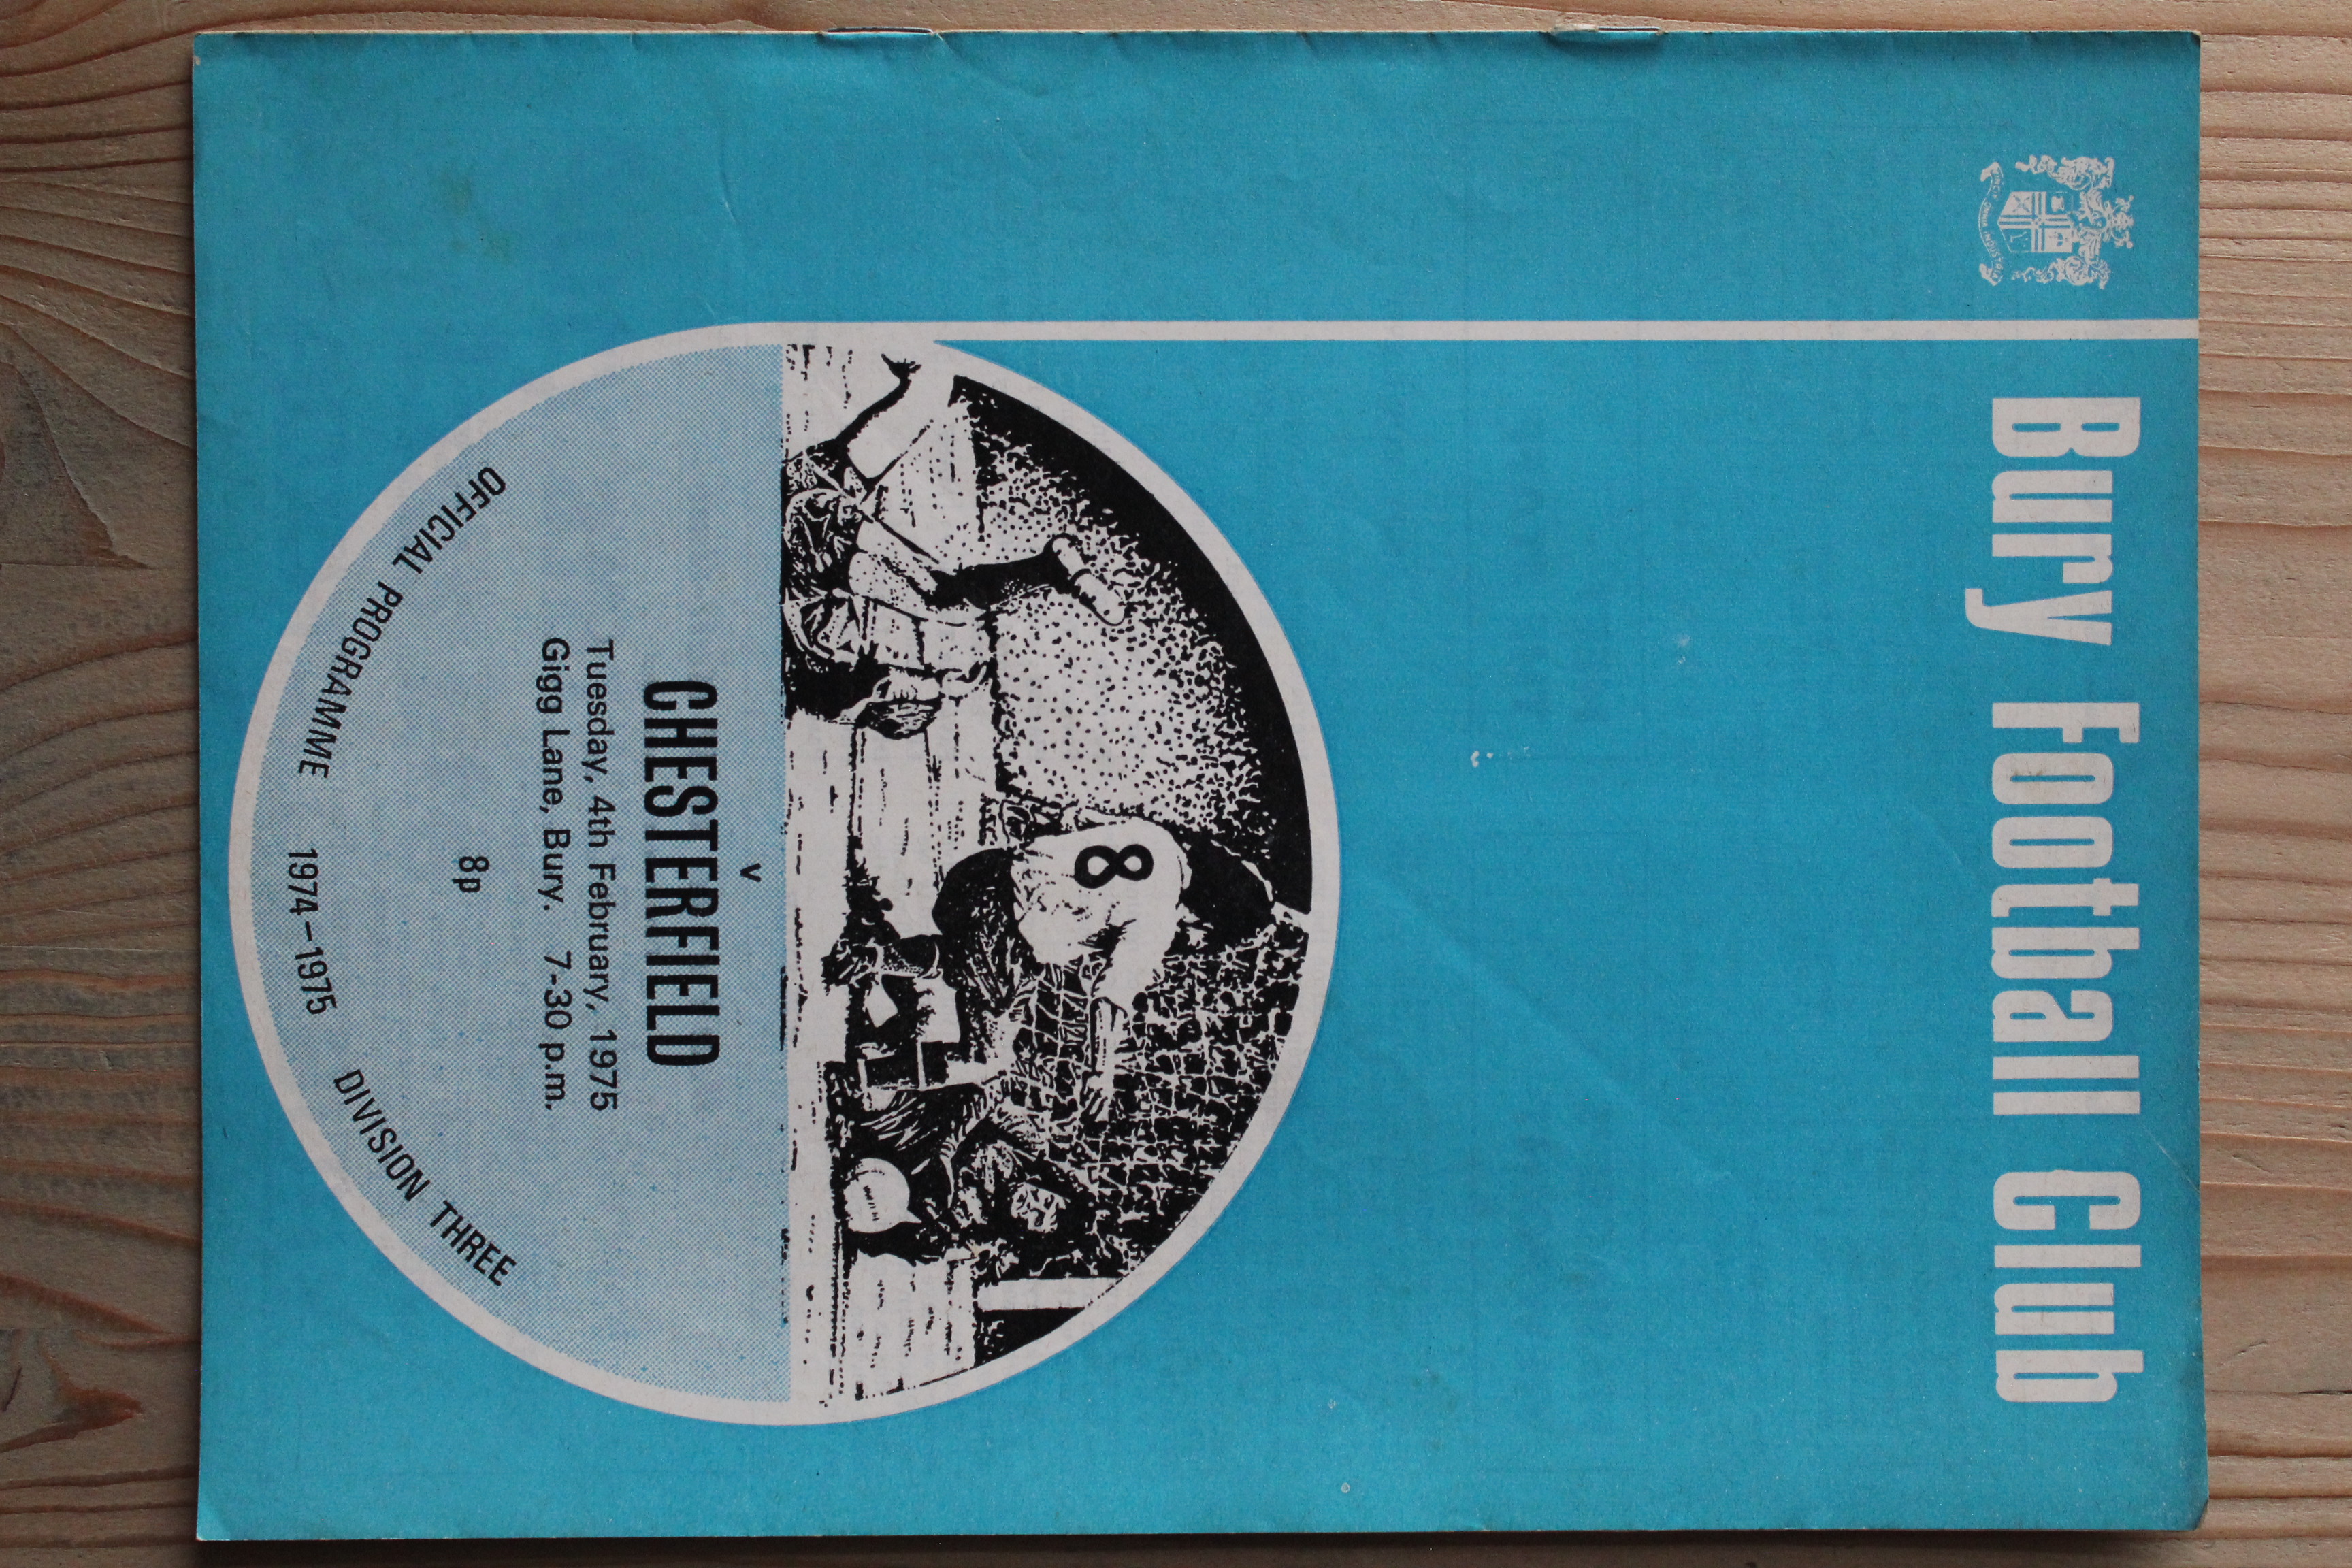 Bury Football Club
8
v
CHESTERFIELD
Tuesday, 4th February, 1975
Gigg Lane, Bury. 7-30 p.m.
8p
OFFICIAL PROGRAMME 1974-1975 DIVISION THREE